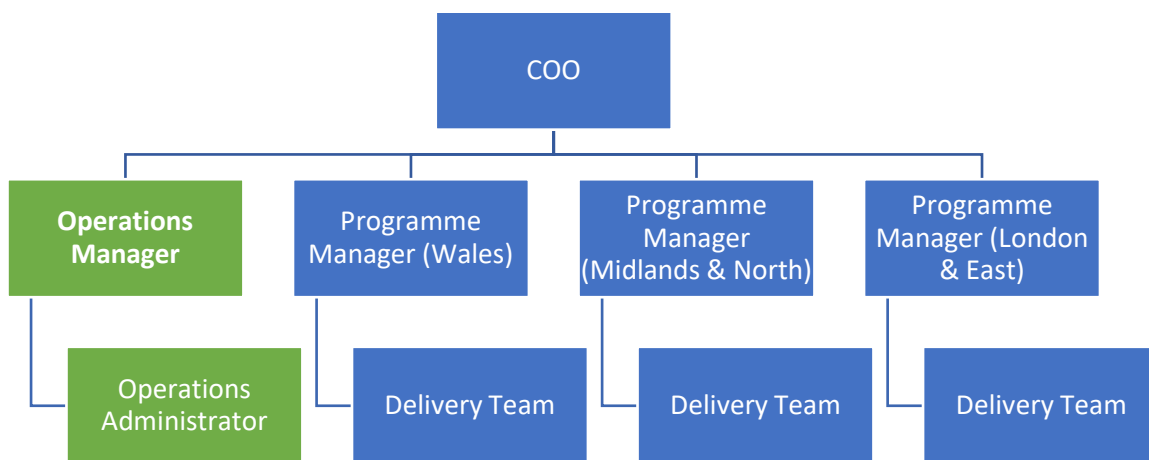 COO
Operations
Manager
Programme
Manager (Wales)
Programme
Manager
(Midlands & North)
Programme
Manager (London
& East)
Operations
Administrator
Delivery Team
Delivery Team
Delivery Team